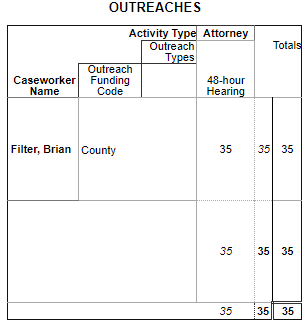 OUTREACHES
Activity Type Attorney
Outreach Types Totals
Caseworker Name Outreach Funding Code 48-hour Hearing
Filter, Brian County 35 35 35
35 35 35
35 35 35